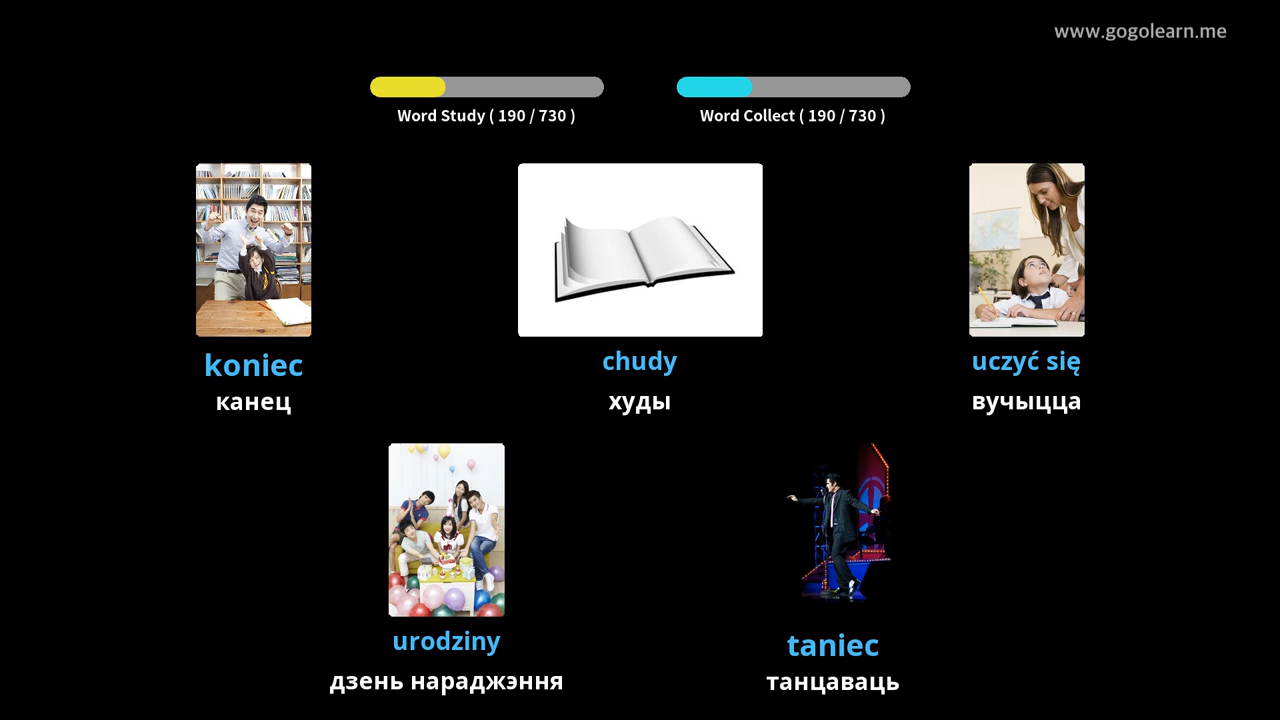 www.gogolearn.me
Word Study ( 190 / 730 )
Word Collect ( 190 / 730 )
koniec
канец
chudy
худы
uczyć się
вучыцца
urodziny
дзень нараджэння
taniec
танцаваць